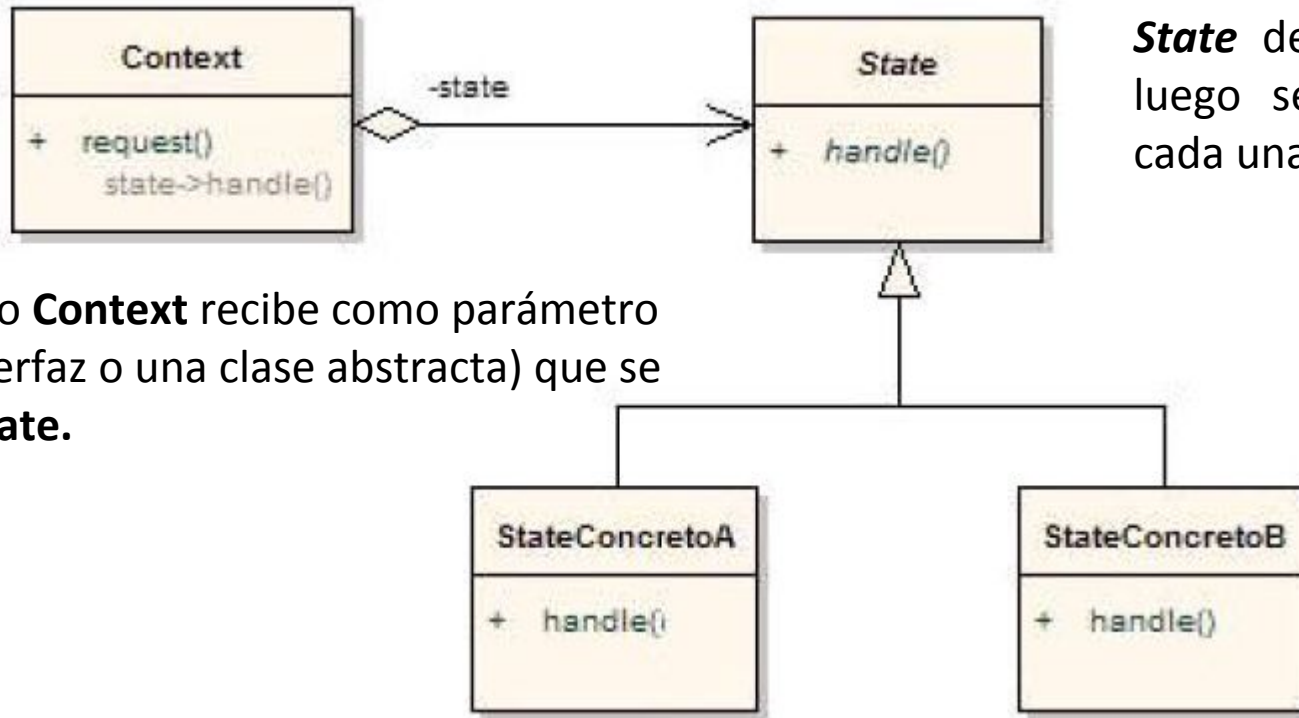 Context
+ request()
state->handle()
-state
State
+ handle()
State de
luego se
cada una
o Context recibe como parámetro
erfaz o una clase abstracta) que se
ate.
StateConcretoA
+ handle()
StateConcretoB
+ handle()